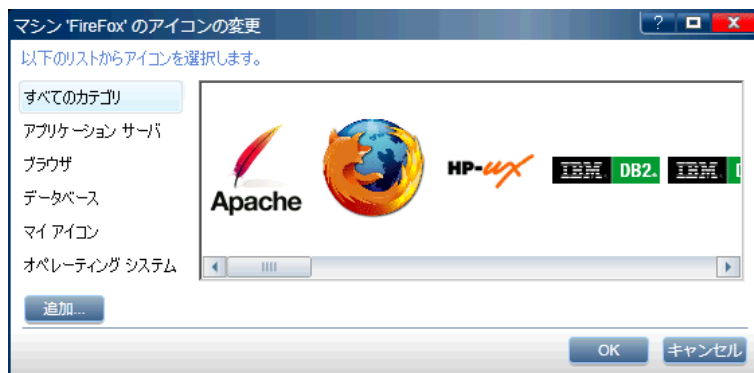 マシン 'FireFox' のアイコンの変更
?
以下のリストからアイコンを選択します。
すべてのカテゴリ
アプリケーション サーバ
ブラウザ
データベース
マイ アイコン
オペレーティング システム
Apache
HP-ux
IBM. DB2.
IBM.
追加...
OK
キャンセル